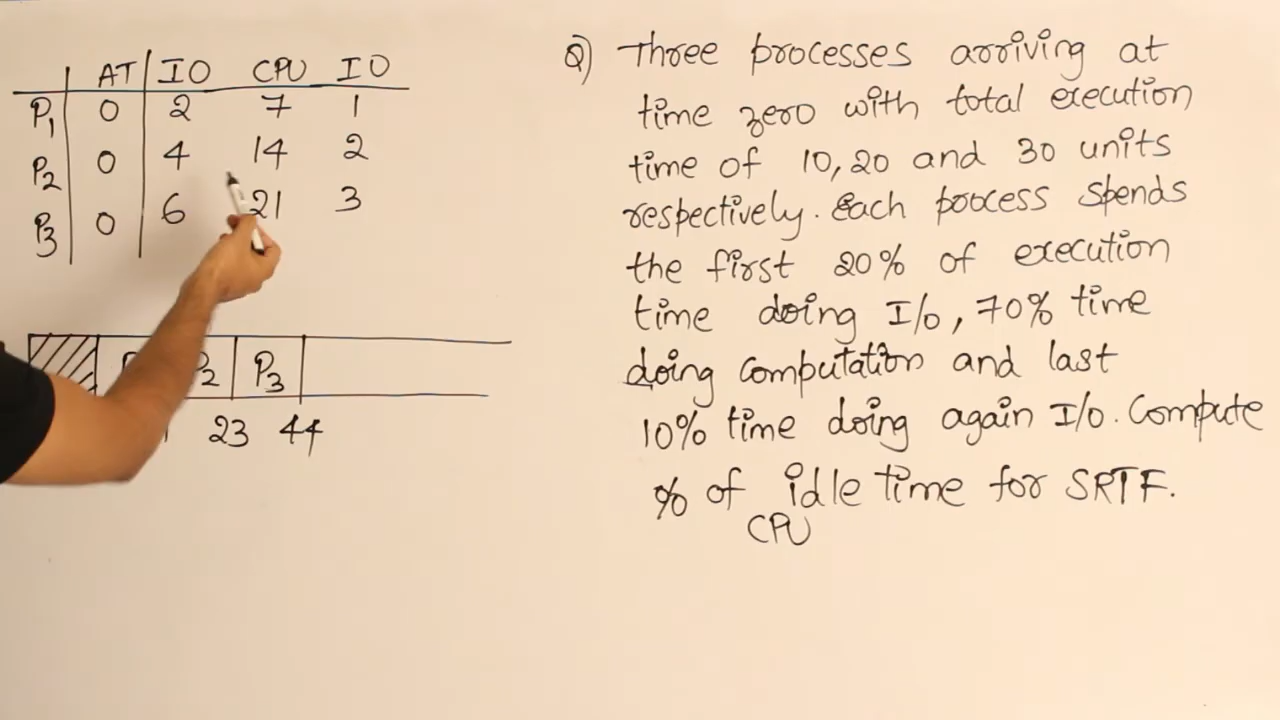 AT IO CPU IO
P1 0 2 7 1
P2 0 4 14 2
P3 0 6 21 3
P2 P3
23 44
Q) Three processes arriving at
time zero with total execution
time of 10, 20 and 30 units
respectively. Each process spends
the first 20% of execution
time doing I/o, 70% time
doing computation and last
10% time doing again I/o. Compute
% of idle time for SRTF.
CPU